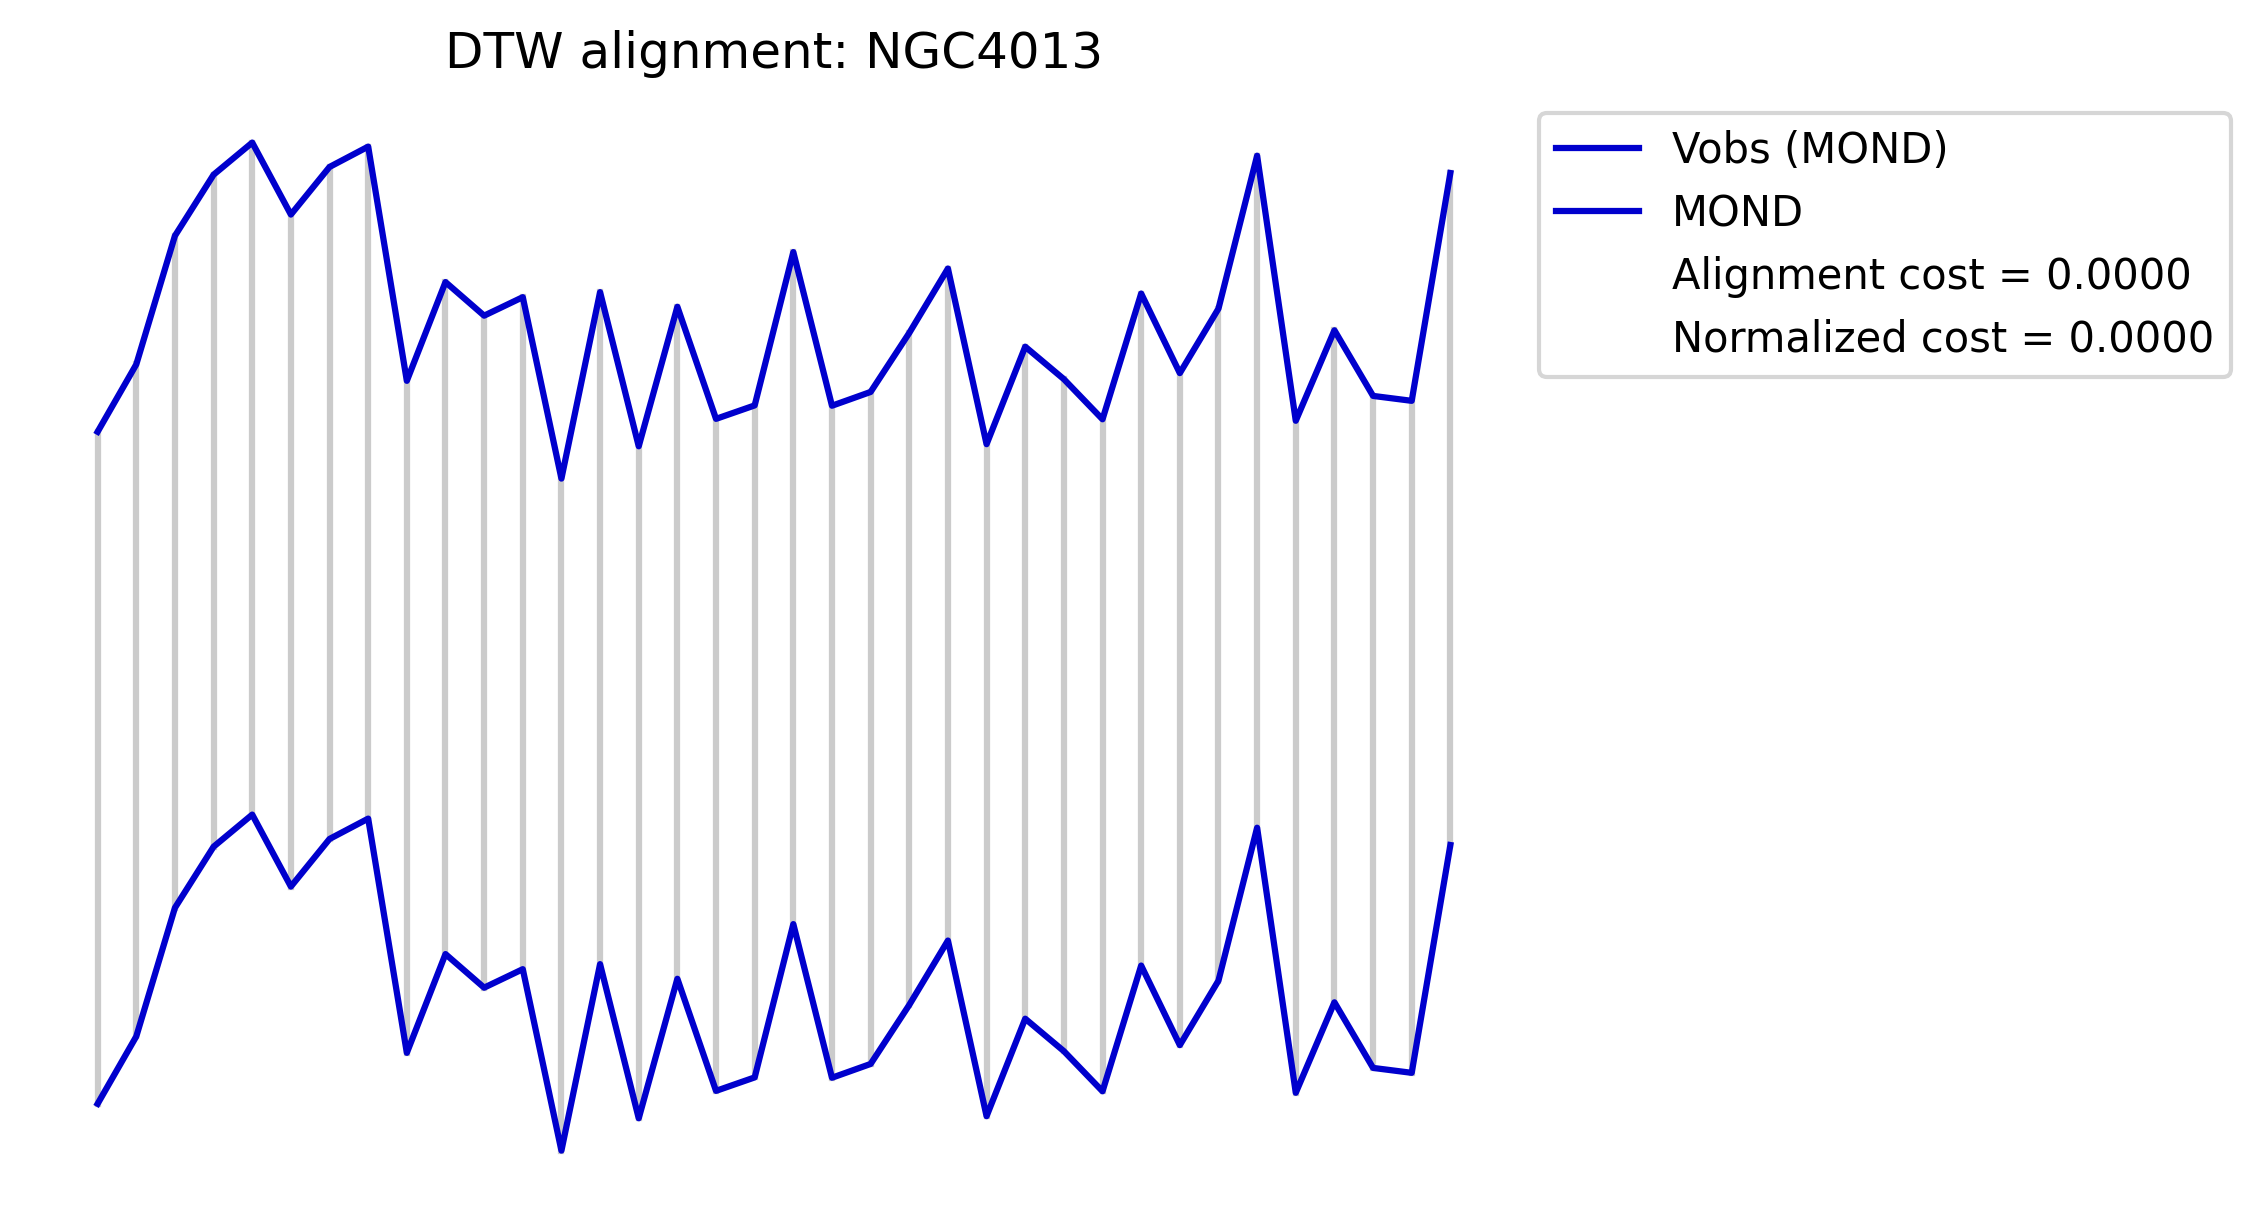 DTW alignment: NGC4013
Vobs (MOND)
MOND
Alignment cost = 0.0000
Normalized cost = 0.0000